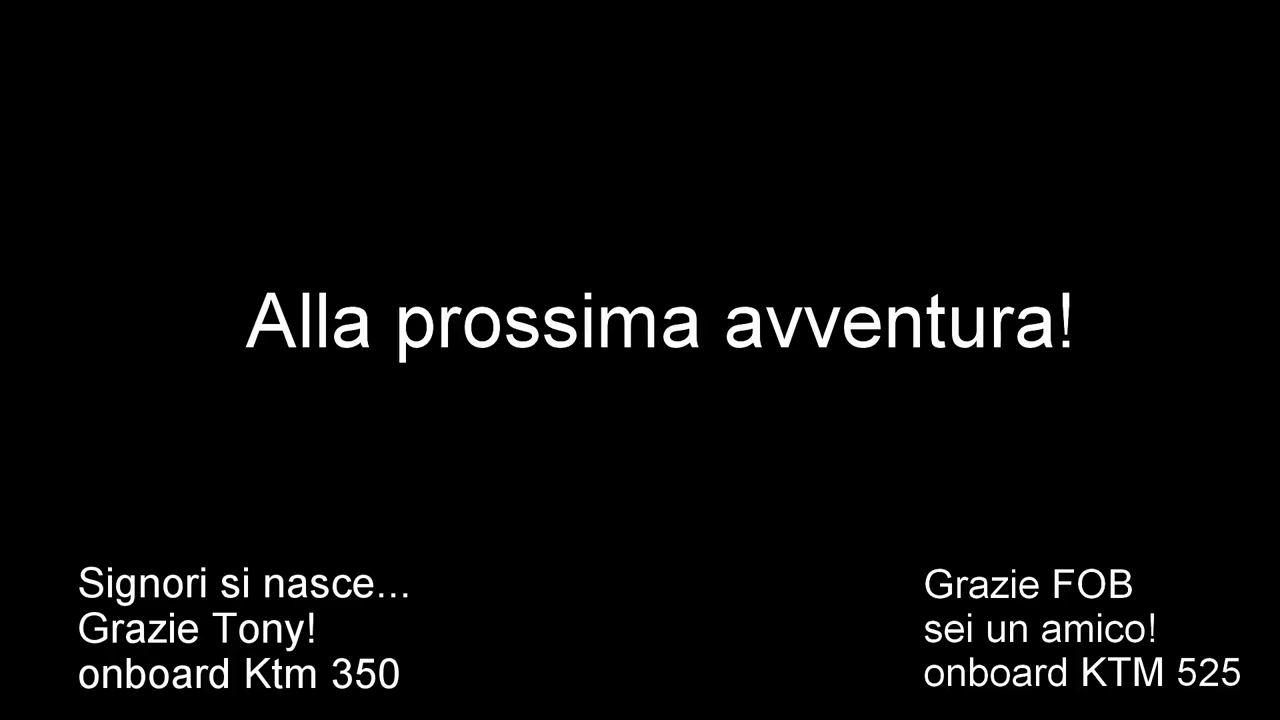 Alla prossima avventura!
Signori si nasce...
Grazie Tony!
onboard Ktm 350
Grazie FOB
sei un amico!
onboard KTM 525